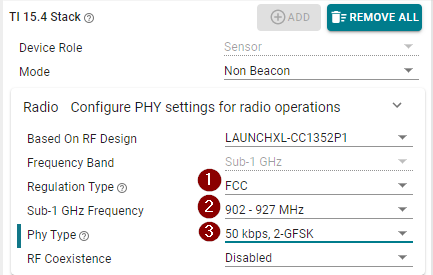 TI 15.4 Stack ADD REMOVE ALL
Device Role Sensor
Mode Non Beacon
Radio Configure PHY settings for radio operations
Based On RF Design LAUNCHXL-CC1352P1
Frequency Band Sub-1 GHz
Regulation Type 1 FCC
Sub-1 GHz Frequency 2 902 - 927 MHz
Phy Type 3 50 kbps, 2-GFSK
RF Coexistence Disabled